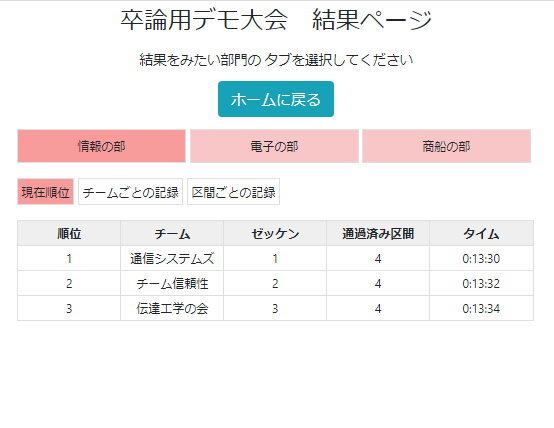 卒論用デモ大会　結果ページ
結果をみたい部門の タブを選択してください
ホームに戻る
情報の部 電子の部 商船の部
現在順位 チームごとの記録 区間ごとの記録
順位 チーム ゼッケン 通過済み区間 タイム
1 通信システムズ 1 4 0:13:30
2 チーム信頼性 2 4 0:13:32
3 伝達工学の会 3 4 0:13:34